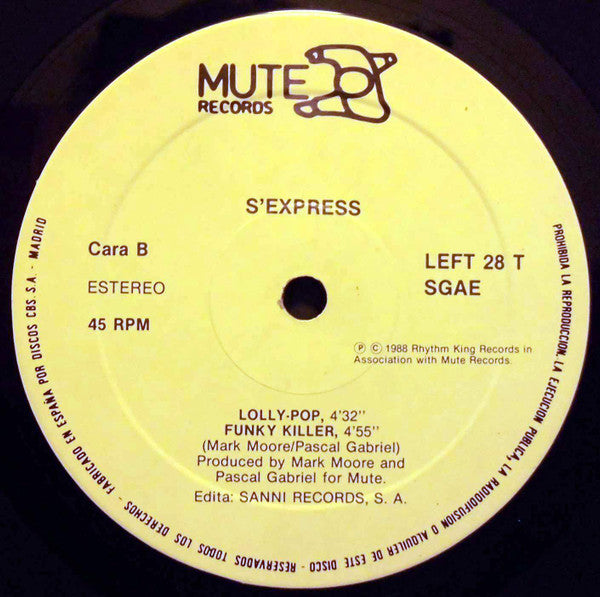 MUTE
RECORDS
S'EXPRESS
Cara B
ESTEREO
45 RPM
LEFT 28 T
SGAE
Ⓟ Ⓒ 1988 Rhythm King Records in
Association with Mute Records.
LOLLY-POP, 4'32''
FUNKY KILLER, 4'55''
(Mark Moore/Pascal Gabriel)
Produced by Mark Moore and
Pascal Gabriel for Mute.
Edita: SANNI RECORDS, S. A.
PROHIBIDA LA REPRODUCCION, LA EJECUCION PUBLICA, LA RADIODIFUSION O ALQUILER DE ESTE DISCO - RESERVADOS TODOS LOS DERECHOS - FABRICADO EN ESPAÑA POR DISCOS CBS. S.A. - MADRID